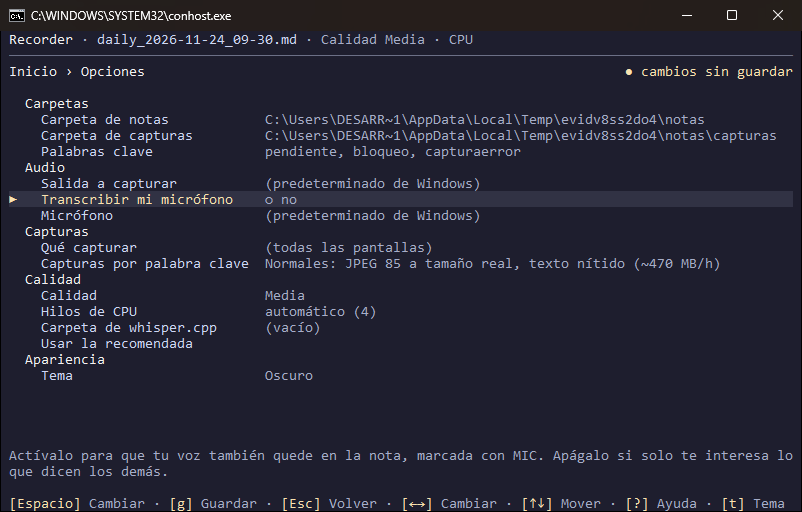 C:\WINDOWS\SYSTEM32\conhost.exe
Recorder · daily_2026-11-24_09-30.md · Calidad Media · CPU
Inicio › Opciones ● cambios sin guardar
Carpetas
Carpeta de notas C:\Users\DESARR~1\AppData\Local\Temp\evidv8ss2do4\notas
Carpeta de capturas C:\Users\DESARR~1\AppData\Local\Temp\evidv8ss2do4\notas\capturas
Palabras clave pendiente, bloqueo, capturaerror
Audio
Salida a capturar (predeterminado de Windows)
► Transcribir mi micrófono o no
Micrófono (predeterminado de Windows)
Capturas
Qué capturar (todas las pantallas)
Capturas por palabra clave Normales: JPEG 85 a tamaño real, texto nítido (~470 MB/h)
Calidad
Calidad Media
Hilos de CPU automático (4)
Carpeta de whisper.cpp (vacío)
Usar la recomendada
Apariencia
Tema Oscuro
Actívalo para que tu voz también quede en la nota, marcada con MIC. Apágalo si solo te interesa lo
que dicen los demás.
[Espacio] Cambiar · [g] Guardar · [Esc] Volver · [↔] Cambiar · [↑↓] Mover · [?] Ayuda · [t] Tema